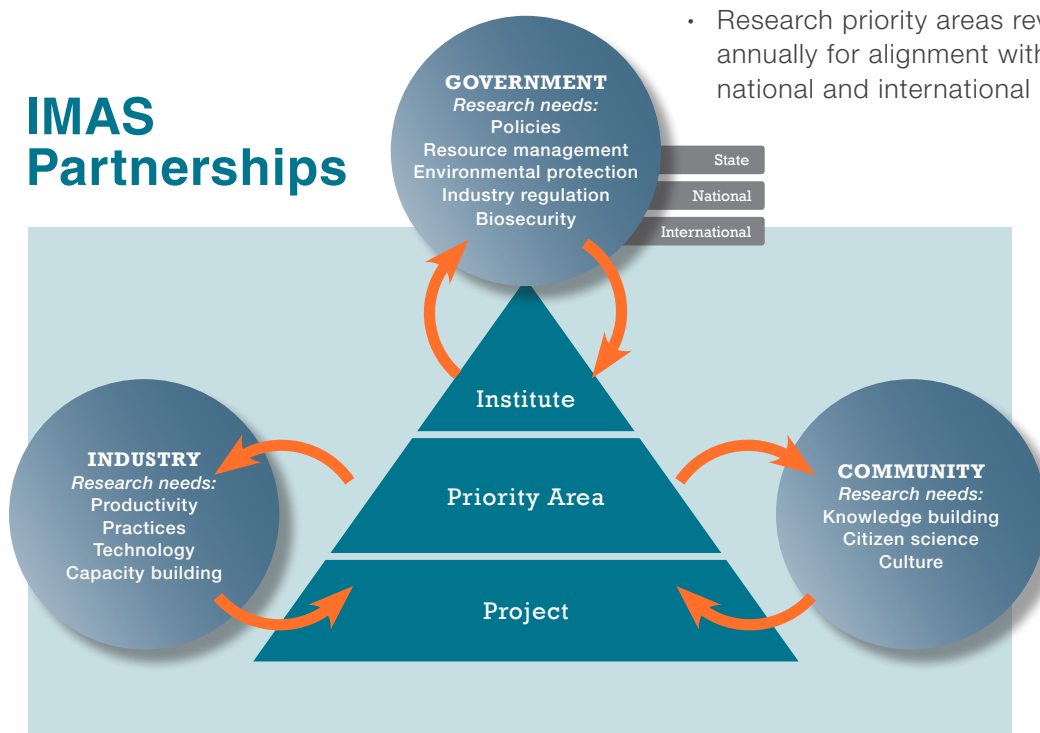 • Research priority areas
annually for alignment with
national and international
IMAS
Partnerships
GOVERNMENT
Research needs:
Policies
Resource management
Environmental protection
Industry regulation
Biosecurity
State
National
International
Institute
Priority Area
Project
INDUSTRY
Research needs:
Productivity
Practices
Technology
Capacity building
COMMUNITY
Research needs:
Knowledge building
Citizen science
Culture